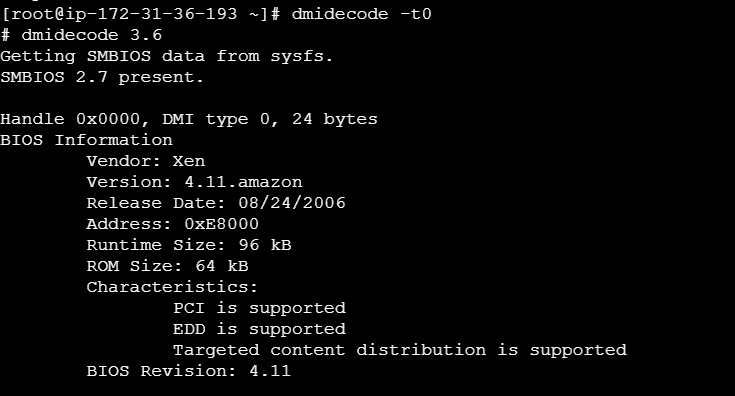 [root@ip-172-31-36-193 ~]# dmidecode -t0
# dmidecode 3.6
Getting SMBIOS data from sysfs.
SMBIOS 2.7 present.

Handle 0x0000, DMI type 0, 24 bytes
BIOS Information
        Vendor: Xen
        Version: 4.11.amazon
        Release Date: 08/24/2006
        Address: 0xE8000
        Runtime Size: 96 kB
        ROM Size: 64 kB
        Characteristics:
                PCI is supported
                EDD is supported
                Targeted content distribution is supported
        BIOS Revision: 4.11